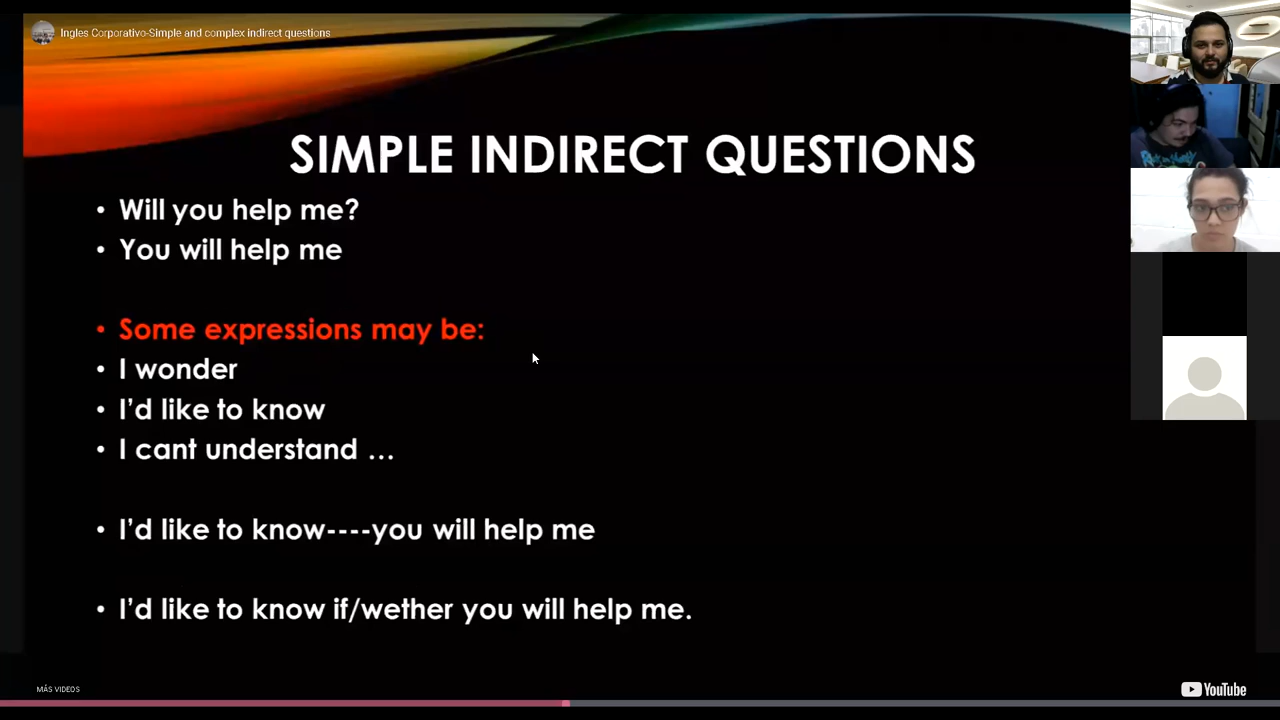 Ingles Corporativo-Simple and complex indirect questions
SIMPLE INDIRECT QUESTIONS
• Will you help me?
• You will help me
• Some expressions may be:
• I wonder
• I'd like to know
• I cant understand …
• I'd like to know----you will help me
• I'd like to know if/wether you will help me.
MÁS VIDEOS
YouTube